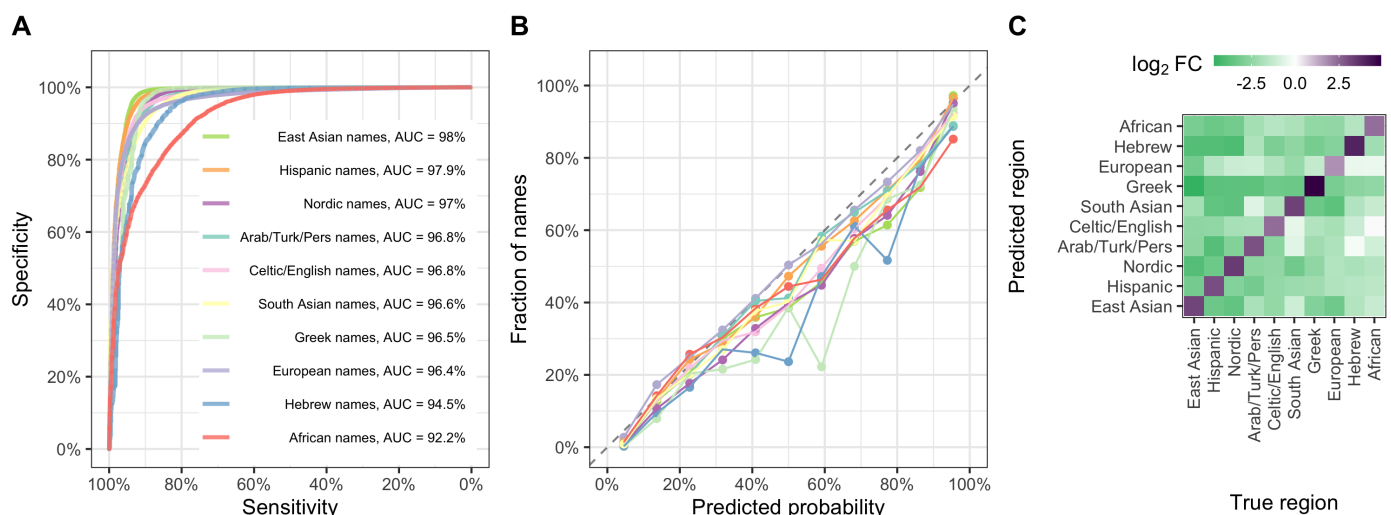 A
Specificity
100%
80%
60%
40%
20%
0%
East Asian names, AUC = 98%
Hispanic names, AUC = 97.9%
Nordic names, AUC = 97%
Arab/Turk/Pers names, AUC = 96.8%
Celtic/English names, AUC = 96.8%
South Asian names, AUC = 96.6%
Greek names, AUC = 96.5%
European names, AUC = 96.4%
Hebrew names, AUC = 94.5%
African names, AUC = 92.2%
100% 80% 60% 40% 20% 0%
Sensitivity
B
Fraction of names
100%
80%
60%
40%
20%
0%
0% 20% 40% 60% 80% 100%
Predicted probability
C
log2 FC
-2.5 0.0 2.5
Predicted region
African
Hebrew
European
Greek
South Asian
Celtic/English
Arab/Turk/Pers
Nordic
Hispanic
East Asian
East Asian
Hispanic
Nordic
Arab/Turk/Pers
Celtic/English
South Asian
Greek
European
Hebrew
African
True region